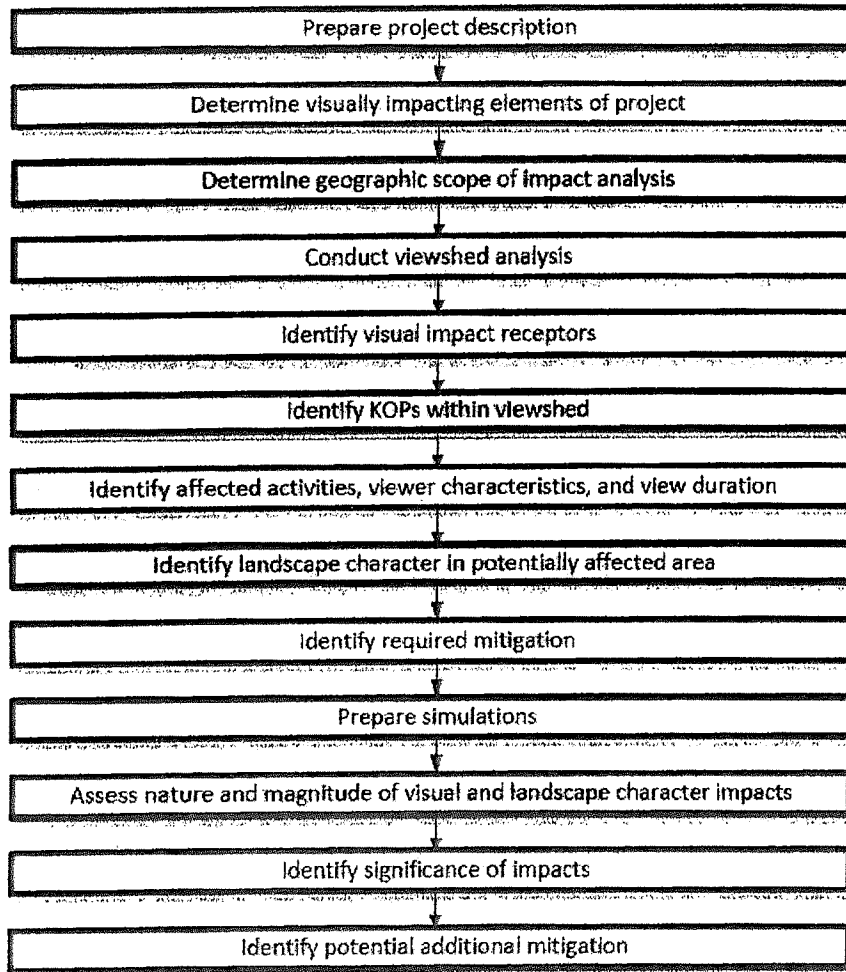 Prepare project description
Determine visually impacting elements of project
Determine geographic scope of impact analysis
Conduct viewshed analysis
Identify visual impact receptors
Identify KOPs within viewshed
Identify affected activities, viewer characteristics, and view duration
Identify landscape character in potentially affected area
Identify required mitigation
Prepare simulations
Assess nature and magnitude of visual and landscape character impacts
Identify significance of impacts
Identify potential additional mitigation